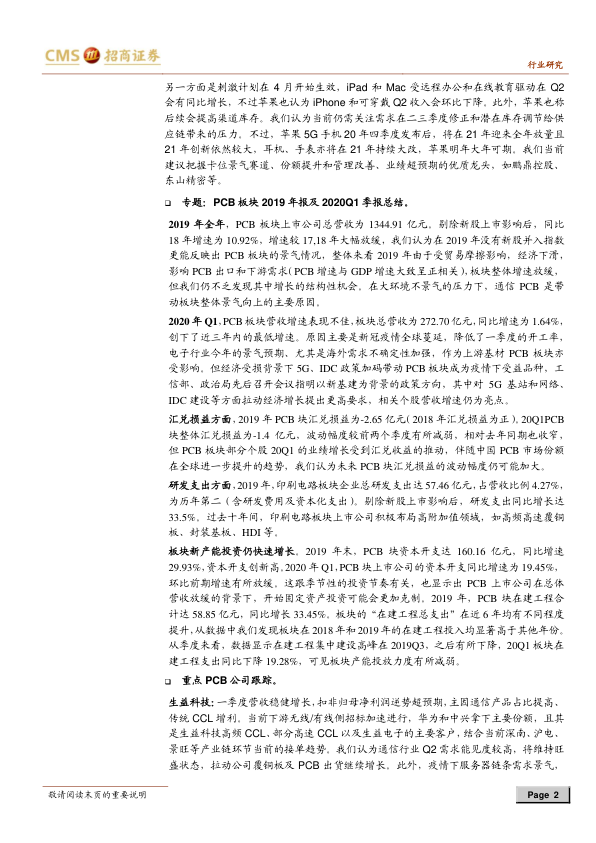 CMS 招商证券
行业研究
另一方面是刺激计划在 4 月开始生效，iPad 和 Mac 受远程办公和在线教育驱动在 Q2
会有同比增长，不过苹果也认为 iPhone 和可穿戴 Q2 收入会环比下降。此外，苹果也称
后续会提高渠道库存。我们认为当前仍需关注需求在二三季度修正和潜在库存调节给供
应链带来的压力。不过，苹果 5G 手机 20 年四季度发布后，将在 21 年迎来全年放量且
21 年创新依然较大，耳机、手表亦将在 21 年持续大改，苹果明年大年可期。我们当前
建议把握卡位景气赛道、份额提升和管理改善、业绩超预期的优质龙头，如鹏鼎控股、
东山精密等。
❑ 专题：PCB 板块 2019 年报及 2020Q1 季报总结。
2019 年全年，PCB 板块上市公司总营收为 1344.91 亿元。剔除新股上市影响后，同比
18 年增速为 10.92%，增速较 17,18 年大幅放缓，我们认为在 2019 年没有新股并入指数
更能反映出 PCB 板块的景气情况，整体来看 2019 年由于受贸易摩擦影响，经济下滑，
影响 PCB 出口和下游需求（PCB 增速与 GDP 增速大致呈正相关），板块整体增速放缓，
但我们仍不乏发现其中增长的结构性机会。在大环境不景气的压力下，通信 PCB 是带
动板块整体景气向上的主要原因。
2020 年 Q1，PCB 板块营收增速表现不佳，板块总营收为 272.70 亿元，同比增速为 1.64%，
创下了近三年内的最低增速。原因主要是新冠疫情全球蔓延，降低了一季度的开工率，
电子行业今年的景气预期、尤其是海外需求不确定性加强，作为上游基材 PCB 板块亦
受影响。但经济受损背景下 5G、IDC 政策加码带动 PCB 板块成为疫情下受益品种，工
信部、政治局先后召开会议指明以新基建为背景的政策方向，其中对 5G 基站和网络、
IDC 建设等方面拉动经济增长提出更高要求，相关个股营收增速仍为亮点。
汇兑损益方面，2019 年 PCB 块汇兑损益为-2.65 亿元（2018 年汇兑损益为正）。20Q1PCB
块整体汇兑损益为-1.4 亿元，波动幅度较前两个季度有所减弱，相对去年同期也收窄，
但 PCB 板块部分个股 20Q1 的业绩增长受到汇兑收益的推动，伴随中国 PCB 市场份额
在全球进一步提升的趋势，我们认为未来 PCB 块汇兑损益的波动幅度仍可能加大。
研发支出方面，2019 年，印刷电路板块企业总研发支出达 57.46 亿元，占营收比例 4.27%，
为历年第二（含研发费用及资本化支出）。剔除新股上市影响后，研发支出同比增长达
33.5%。过去十年间，印刷电路板块上市公司积极布局高附加值领域，如高频高速覆铜
板、封装基板、HDI 等。
板块新产能投资仍快速增长。2019 年末，PCB 块资本开支达 160.16 亿元，同比增速
29.93%，资本开支创新高。2020 年 Q1，PCB 块上市公司的资本开支同比增速为 19.45%，
环比前期增速有所放缓。这跟季节性的投资节奏有关，也显示出 PCB 上市公司在总体
营收放缓的背景下，开始固定资产投资可能会更加克制。2019 年，PCB 块在建工程合
计达 58.85 亿元，同比增长 33.45%。板块的“在建工程总支出”在近 6 年均有不同程度
提升，从数据中我们发现板块在 2018 年和 2019 年的在建工程投入均显著高于其他年份。
从季度来看，数据显示在建工程集中建设高峰在 2019Q3，之后有所下降，20Q1 板块在
建工程支出同比下降 19.28%，可见板块产能投放力度有所减弱。
❑ 重点 PCB 公司跟踪。
生益科技：一季度营收稳健增长，扣非归母净利润逆势超预期，主因通信产品占比提高、
传统 CCL 增利。当前下游无线/有线侧招标加速进行，华为和中兴拿下主要份额，且其
是生益科技高频 CCL、部分高速 CCL 以及生益电子的主要客户，结合当前深南、沪电、
景旺等产业链环节当前的接单趋势。我们认为通信行业 Q2 需求能见度较高，将维持旺
盛状态，拉动公司覆铜板及 PCB 出货继续增长。此外，疫情下服务器链条需求景气，
敬请阅读末页的重要说明
Page 2